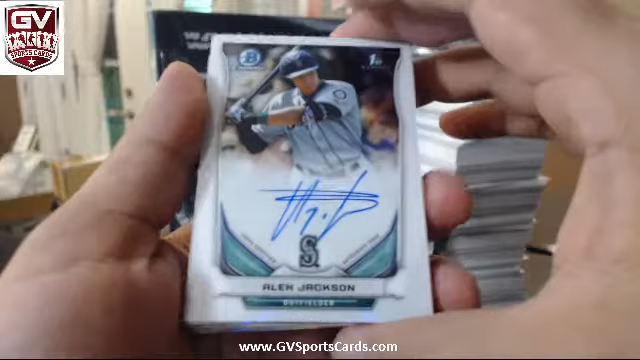 GV
SPORTS CARDS
B
BOWMAN
1st
S
ALEX JACKSON
OUTFIELDER
www.GVSportsCards.com